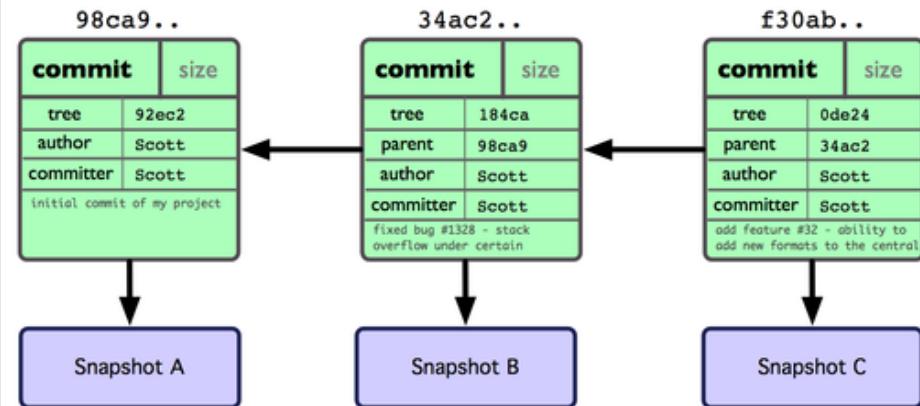 98ca9..
commit size
tree 92ec2
author Scott
committer Scott
initial commit of my project
Snapshot A
34ac2..
commit size
tree 184ca
parent 98ca9
author Scott
committer Scott
fixed bug #1328 - stack
overflow under certain
Snapshot B
f30ab..
commit size
tree 0de24
parent 34ac2
author Scott
committer Scott
add feature #32 - ability to
add new formats to the central
Snapshot C